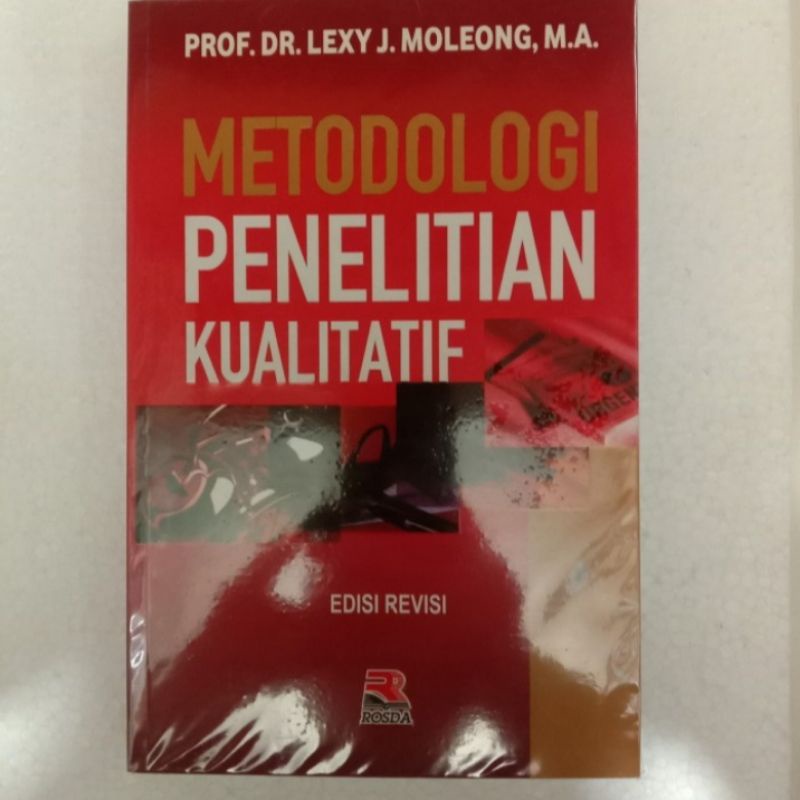 PROF. DR. LEXY J. MOLEONG, M.A.
METODOLOGI
PENELITIAN
KUALITATIF
EDISI REVISI
ROSDA